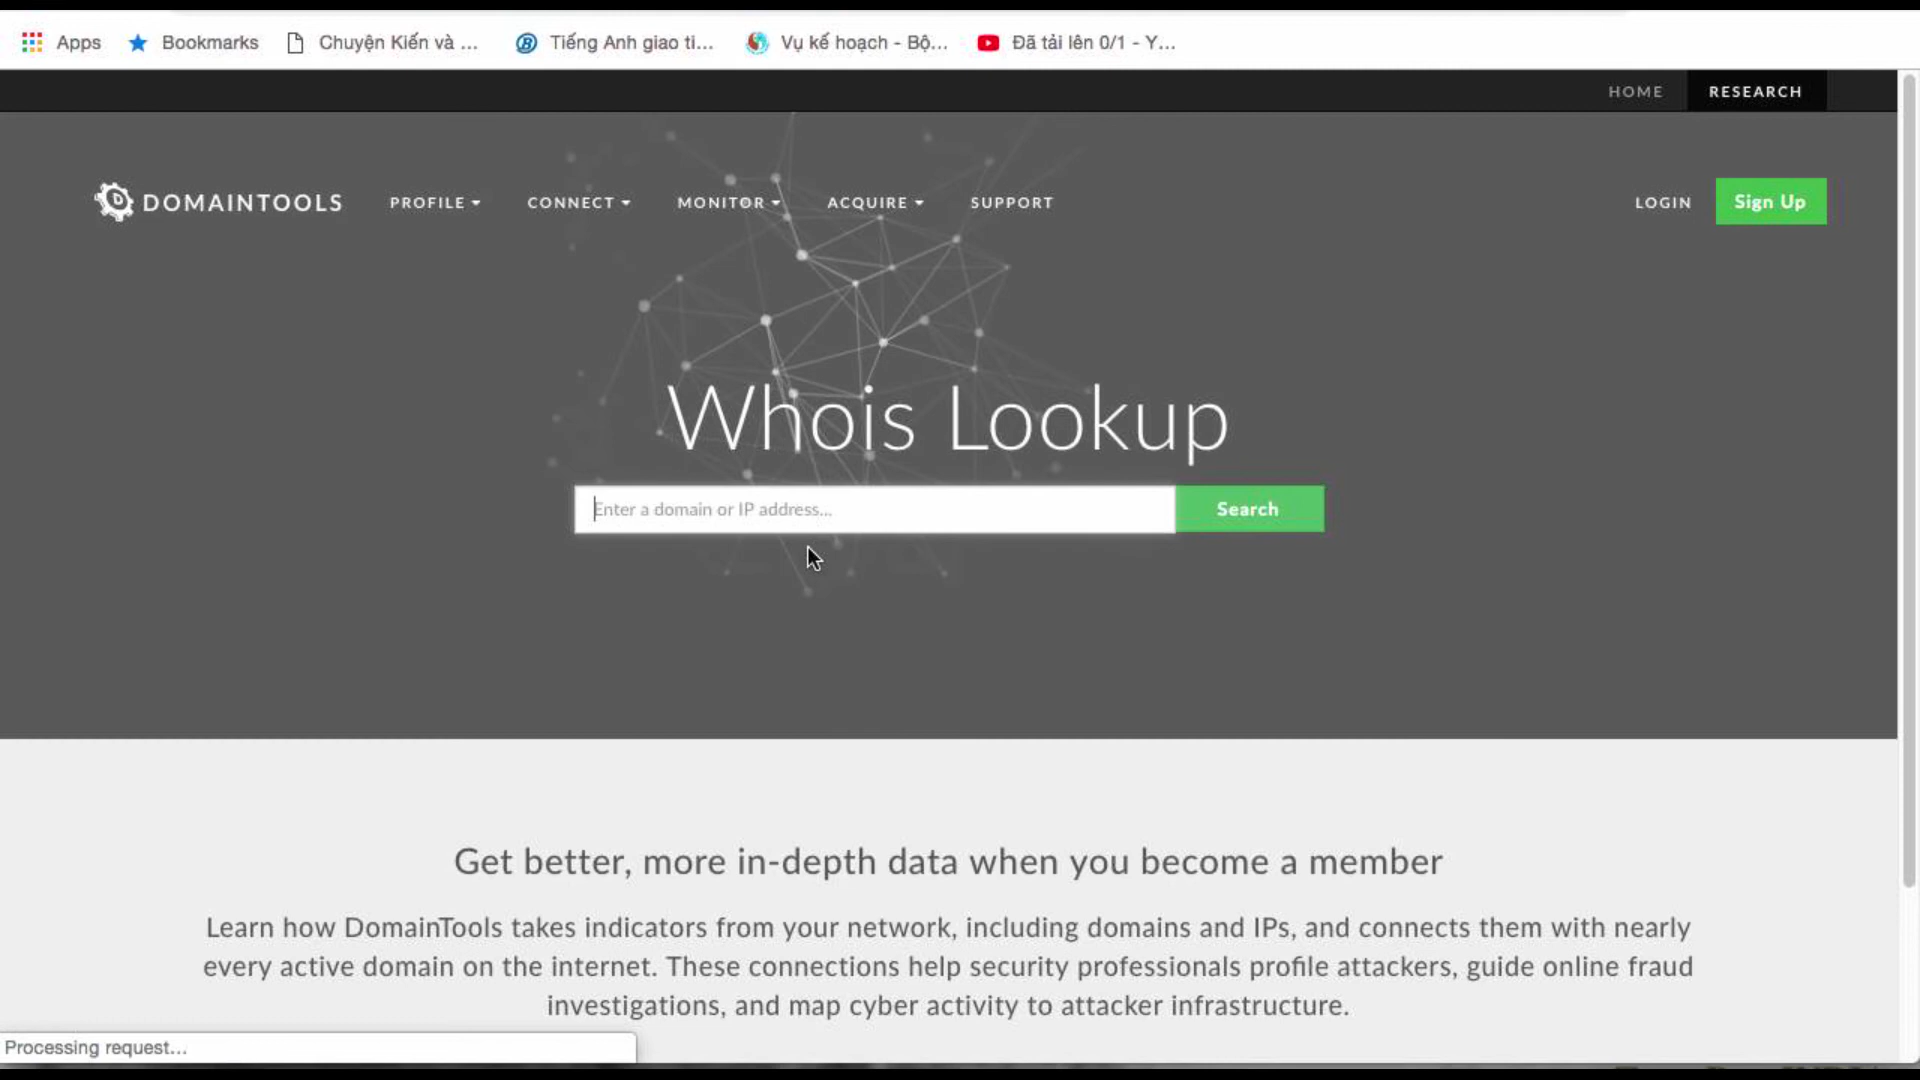 Apps Bookmarks Chuyện Kiến và ... Tiếng Anh giao ti... Vụ kế hoạch - Bộ... Đã tải lên 0/1 - Y...
HOME RESEARCH
DOMAINTOOLS PROFILE CONNECT MONITOR ACQUIRE SUPPORT LOGIN Sign Up
Whois Lookup
Enter a domain or IP address... Search
Get better, more in-depth data when you become a member
Learn how DomainTools takes indicators from your network, including domains and IPs, and connects them with nearly
every active domain on the internet. These connections help security professionals profile attackers, guide online fraud
investigations, and map cyber activity to attacker infrastructure.
Processing request...